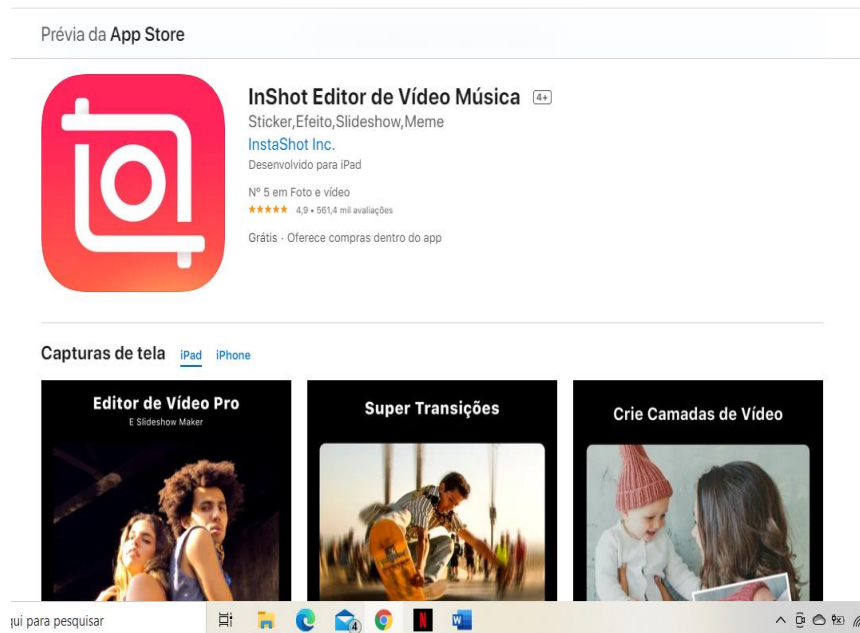 Prévia da App Store
InShot Editor de Vídeo Música 4+
Sticker,Efeito,Slideshow,Meme
InstaShot Inc.
Desenvolvido para iPad
Nº 5 em Foto e vídeo
★★★★★ 4,9 • 561,4 mil avaliações
Grátis · Oferece compras dentro do app
Capturas de tela iPad iPhone
Editor de Vídeo Pro
E Slideshow Maker
Super Transições
Crie Camadas de Vídeo
qui para pesquisar
4
N
W